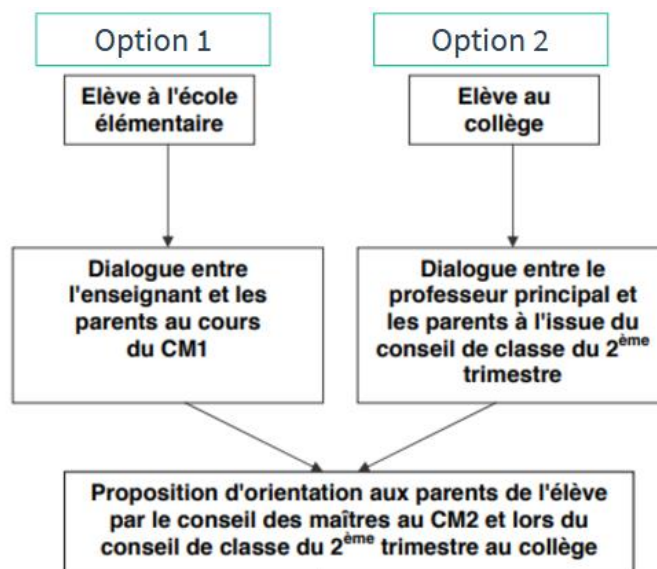 Option 1
Option 2
Elève à l'école
élémentaire
Elève au
collège
Dialogue entre
l'enseignant et les
parents au cours
du CM1
Dialogue entre le
professeur principal et
les parents à l'issue du
conseil de classe du 2ème
trimestre
Proposition d'orientation aux parents de l'élève
par le conseil des maîtres au CM2 et lors du
conseil de classe du 2ème trimestre au collège